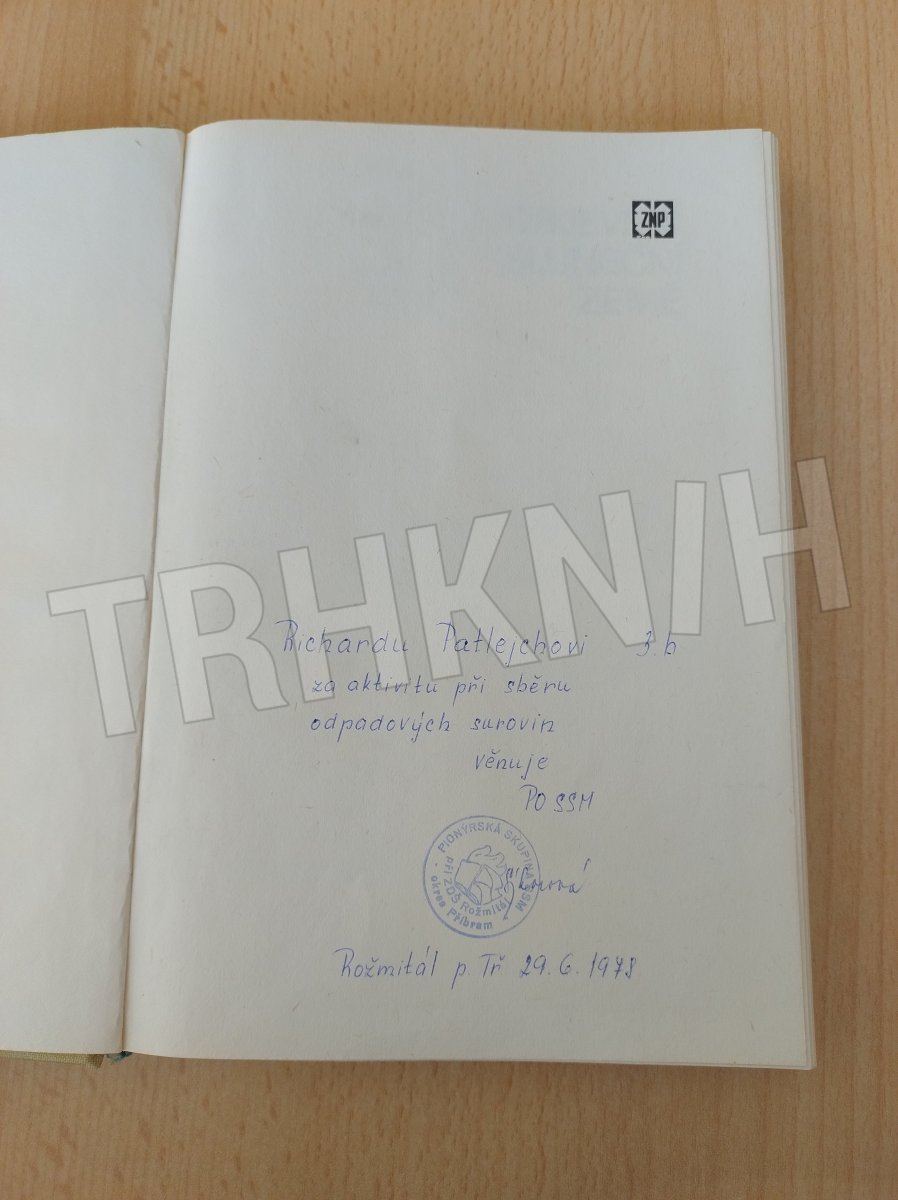 ZNP
TRHKNIH
Richardu Patlejchovi 3.b
za aktivitu při sběru
odpadových surovin
věnuje
PO SSM
PIONÝRSKÁ SKUPINA SSM
při ZDŠ Rožmitál
okres Příbram
Rožmitál p. Tř 29. 6. 1978